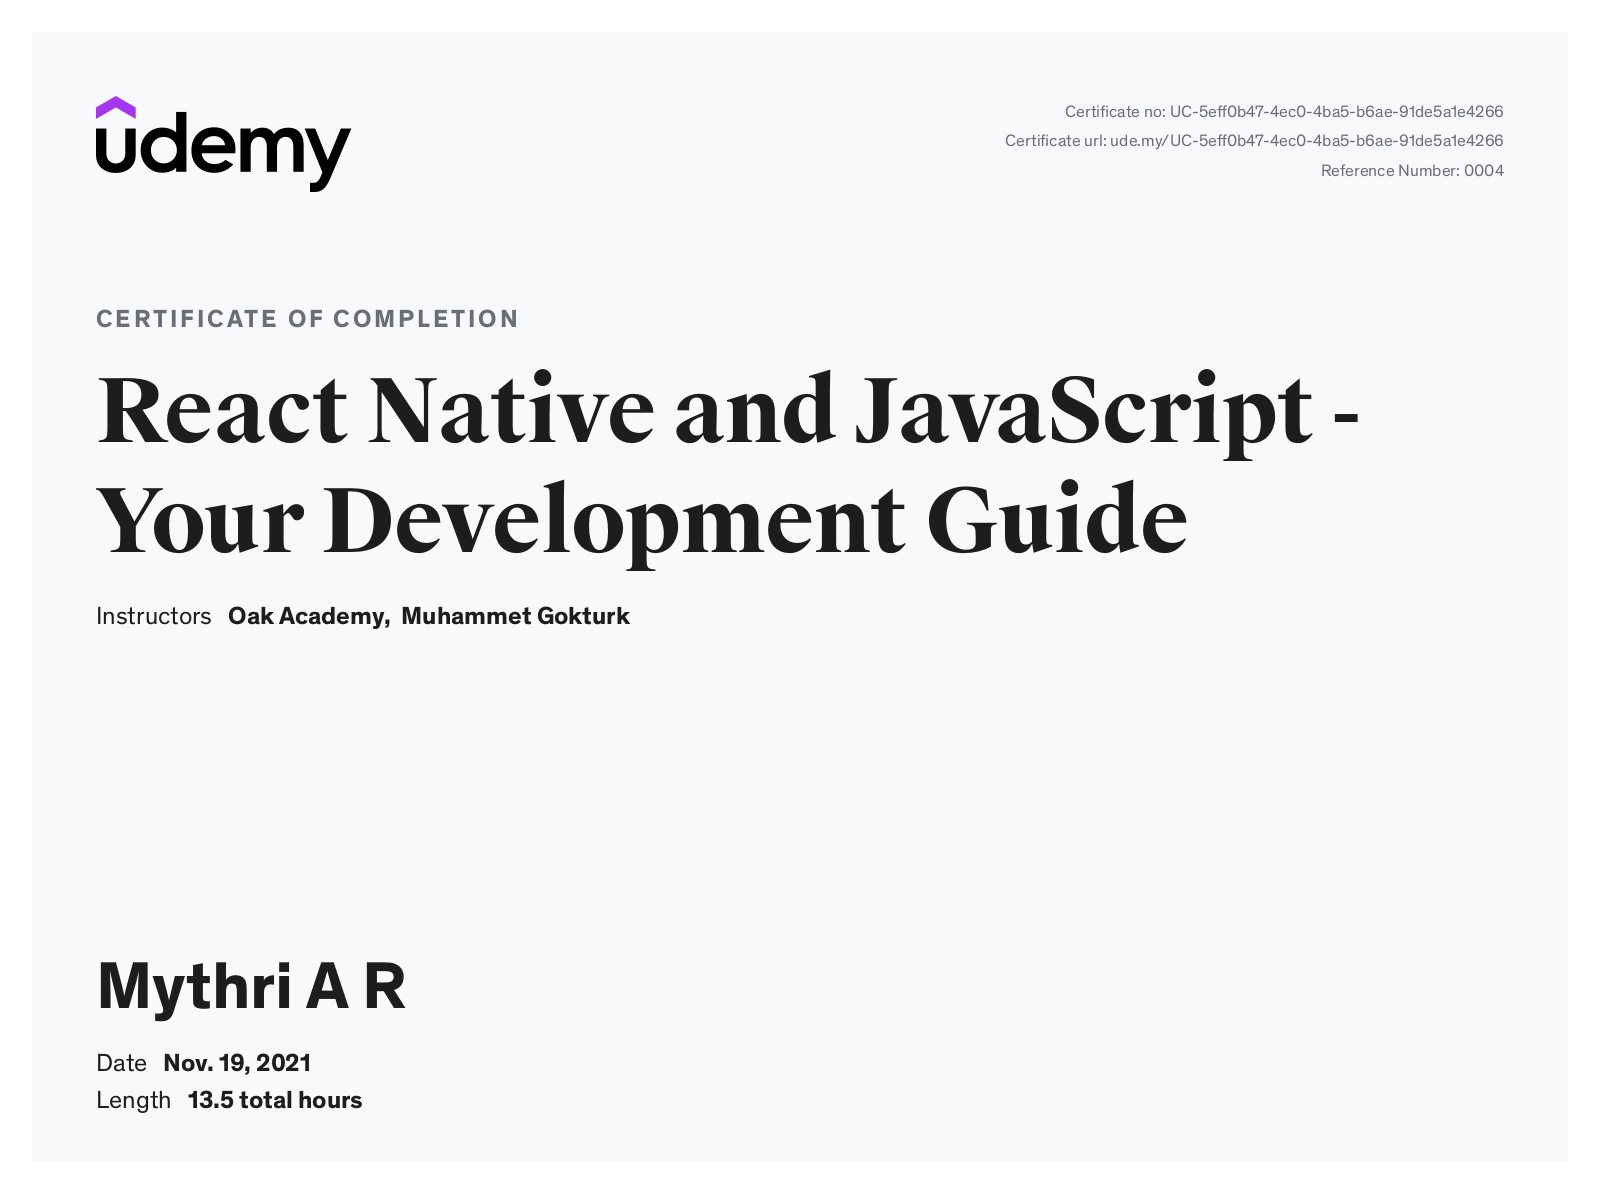 udemy
Certificate no: UC-5eff0b47-4ec0-4ba5-b6ae-91de5a1e4266
Certificate url: ude.my/UC-5eff0b47-4ec0-4ba5-b6ae-91de5a1e4266
Reference Number: 0004
CERTIFICATE OF COMPLETION
React Native and JavaScript -
Your Development Guide
Instructors Oak Academy, Muhammet Gokturk
Mythri A R
Date Nov. 19, 2021
Length 13.5 total hours